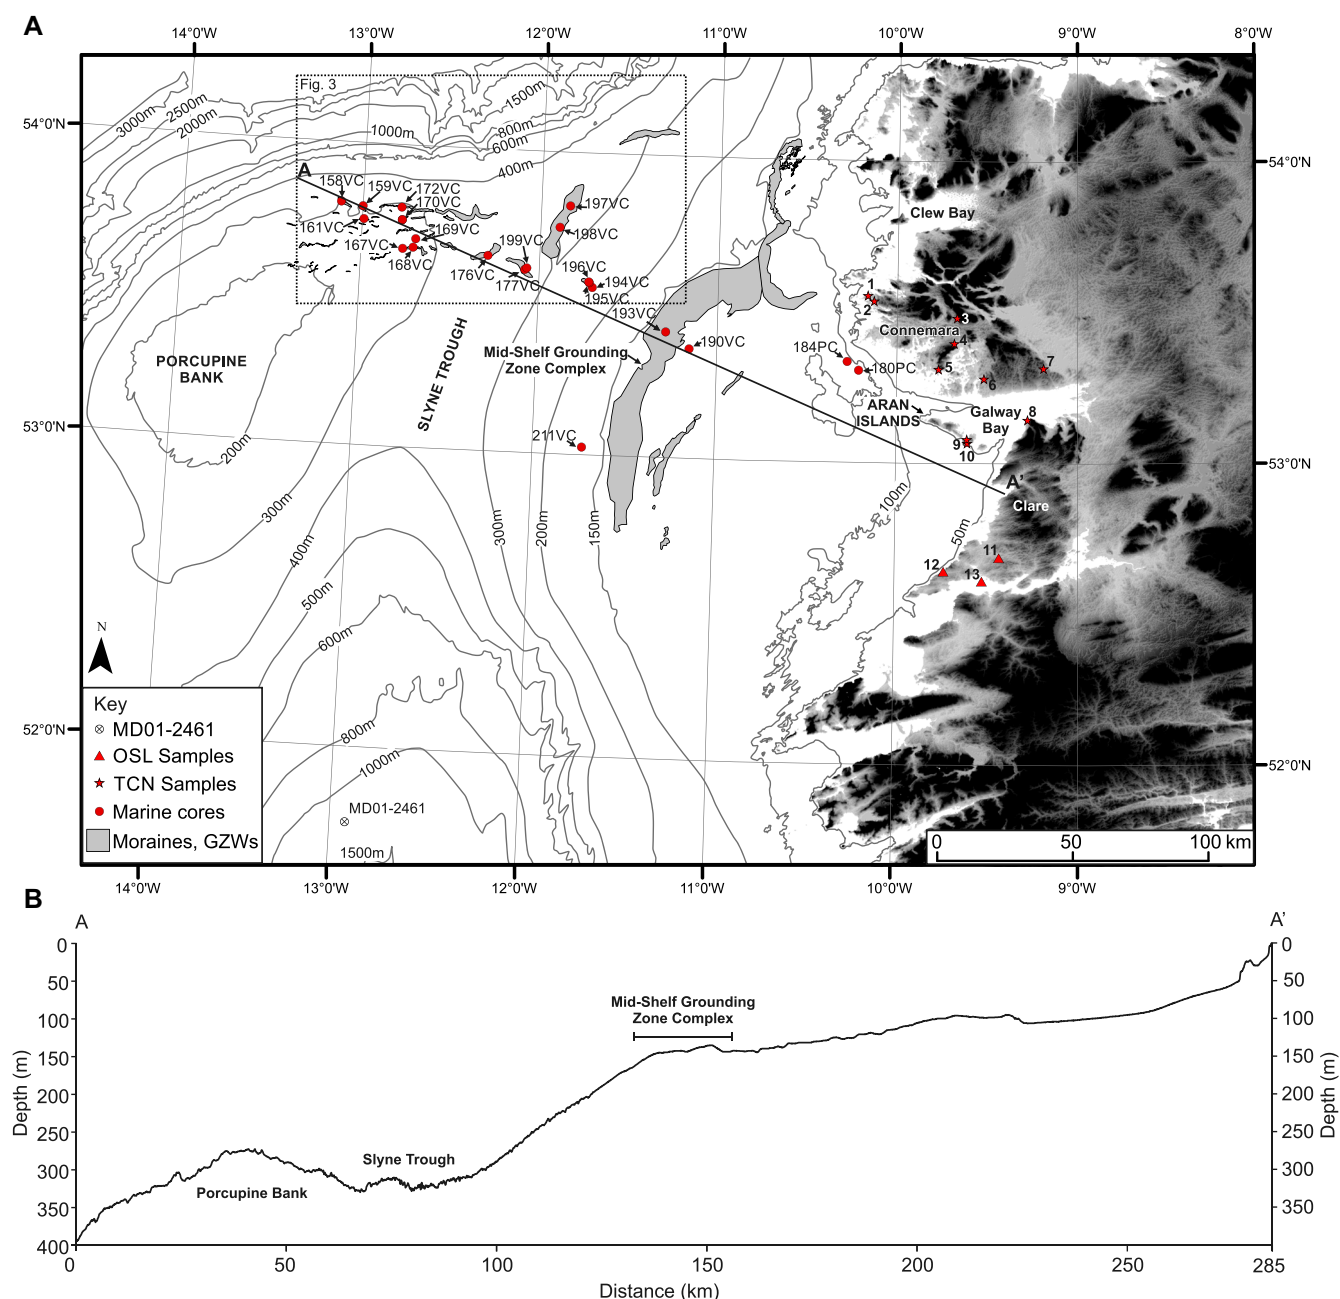 A
14°0'W 13°0'W 12°0'W 11°0'W 10°0'W 9°0'W 8°0'W
54°0'N
53°0'N
52°0'N
54°0'N
53°0'N
52°0'N
Fig. 3
3000m
2500m
2000m
1500m
1000m
800m
600m
400m
A
158VC
159VC
172VC
170VC
161VC
169VC
167VC
168VC
197VC
198VC
199VC
176VC
177VC
196VC
194VC
195VC
193VC
190VC
184PC
180PC
211VC
PORCUPINE
BANK
SLYNE TROUGH
Mid-Shelf Grounding
Zone Complex
Clew Bay
Connemara
1
2
3
4
5
6
7
8
9
10
11
12
13
ARAN
ISLANDS
Galway
Bay
A'
Clare
200m
300m
400m
500m
600m
800m
1000m
1500m
300m
200m
150m
100m
50m
MD01-2461
N
Key
MD01-2461
OSL Samples
TCN Samples
Marine cores
Moraines, GZWs
0 50 100 km
14°0'W 13°0'W 12°0'W 11°0'W 10°0'W 9°0'W
B
A A'
0
50
100
150
200
250
300
350
400
Depth (m)
Porcupine Bank
Slyne Trough
Mid-Shelf Grounding
Zone Complex
0
50
100
150
200
250
300
350
Depth (m)
0 50 100 150 200 250 285
Distance (km)